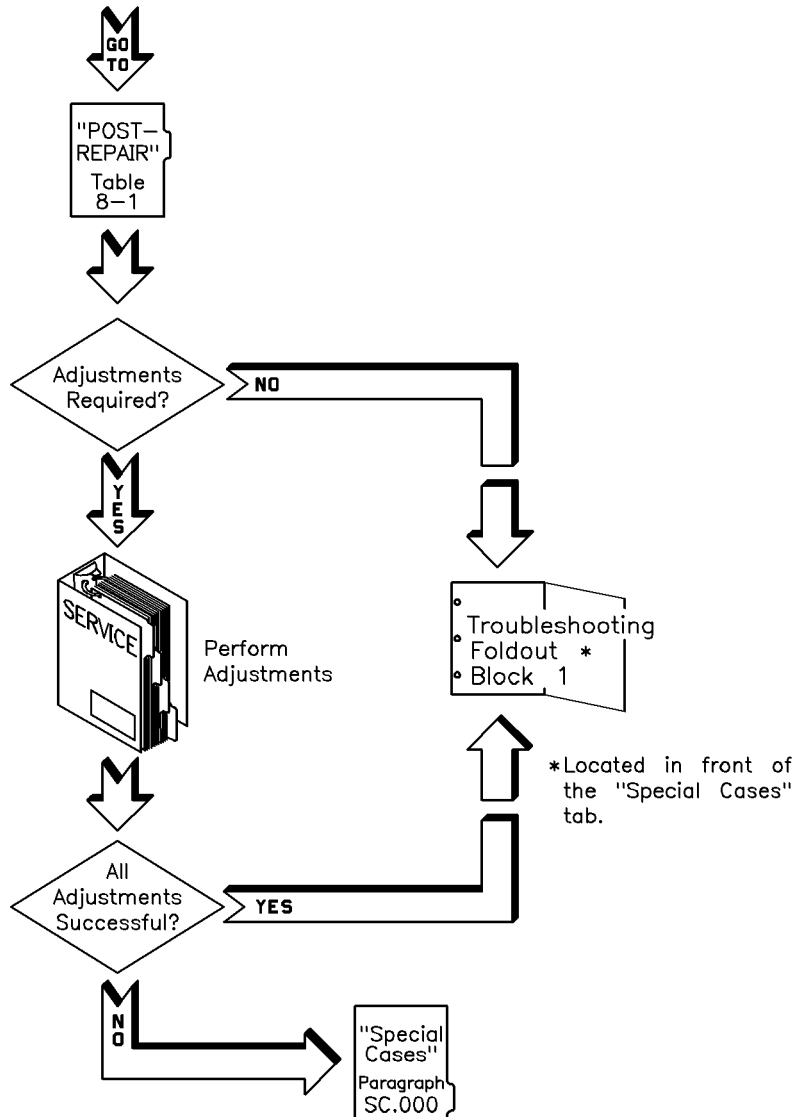 GO
TO
"POST-
REPAIR"
Table
8-1
Adjustments
Required?
NO
YES
SERVICE
Perform
Adjustments
Troubleshooting
Foldout *
Block 1
*Located in front of
the "Special Cases"
tab.
All
Adjustments
Successful?
YES
NO
"Special
Cases"
Paragraph
SC.000